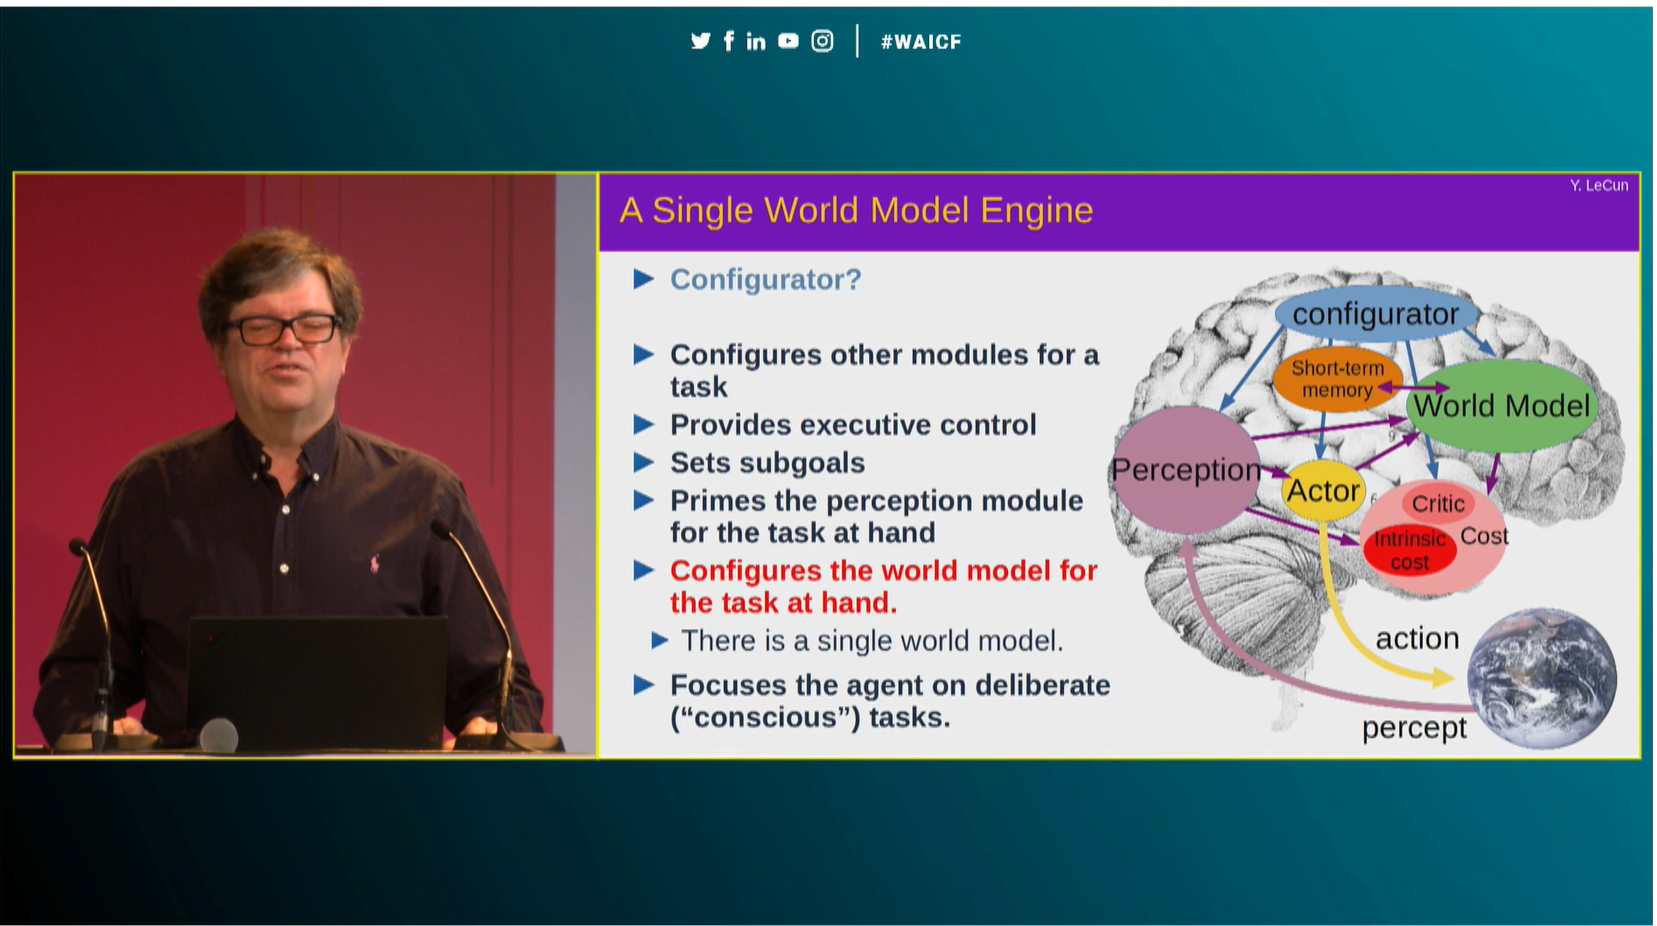 #WAICF
Y. LeCun
A Single World Model Engine
Configurator?
Configures other modules for a
task
Provides executive control
Sets subgoals
Primes the perception module
for the task at hand
Configures the world model for
the task at hand.
There is a single world model.
Focuses the agent on deliberate
(“conscious”) tasks.
configurator
Short-term
memory
World Model
Perception
Actor
Critic
Cost
Intrinsic
cost
action
percept